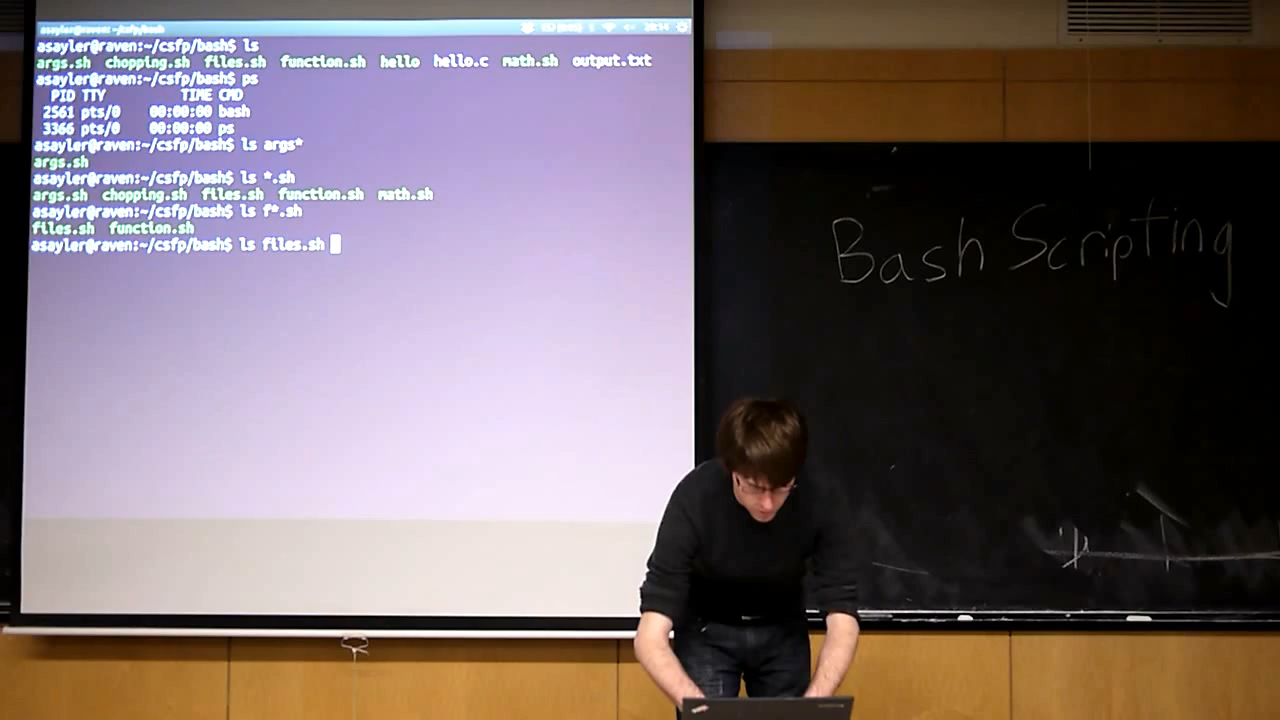 asayler@raven: ~/csfp/bash
asayler@raven:~/csfp/bash$ ls
args.sh chopping.sh files.sh function.sh hello hello.c math.sh output.txt
asayler@raven:~/csfp/bash$ ps
PID TTY TIME CMD
2561 pts/0 00:00:00 bash
3366 pts/0 00:00:00 ps
asayler@raven:~/csfp/bash$ ls args*
args.sh
asayler@raven:~/csfp/bash$ ls *.sh
args.sh chopping.sh files.sh function.sh math.sh
asayler@raven:~/csfp/bash$ ls f*.sh
files.sh function.sh
asayler@raven:~/csfp/bash$ ls files.sh
Bash Scripting